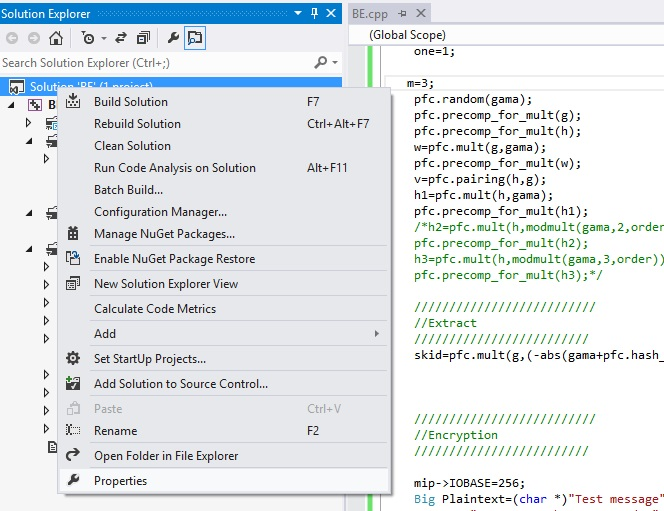 Solution Explorer
Search Solution Explorer (Ctrl+;)
Solution 'BE' (1 project)
Build Solution F7
Rebuild Solution Ctrl+Alt+F7
Clean Solution
Run Code Analysis on Solution Alt+F11
Batch Build...
Configuration Manager...
Manage NuGet Packages...
Enable NuGet Package Restore
New Solution Explorer View
Calculate Code Metrics
Add
Set StartUp Projects...
Add Solution to Source Control...
Paste Ctrl+V
Rename F2
Open Folder in File Explorer
Properties
BE.cpp
(Global Scope)
one=1;
m=3;
pfc.random(gama);
pfc.precomp_for_mult(g);
pfc.precomp_for_mult(h);
w=pfc.mult(g,gama);
pfc.precomp_for_mult(w);
v=pfc.pairing(h,g);
h1=pfc.mult(h,gama);
pfc.precomp_for_mult(h1);
/*h2=pfc.mult(h,modmult(gama,2,order
pfc.precomp_for_mult(h2);
h3=pfc.mult(h,modmult(gama,3,order))
pfc.precomp_for_mult(h3);*/
//////////////////////////
//Extract
/////////////////////////
skid=pfc.mult(g,(-abs(gama+pfc.hash_
//////////////////////////
//Encryption
/////////////////////////
mip->IOBASE=256;
Big Plaintext=(char *)"Test message"